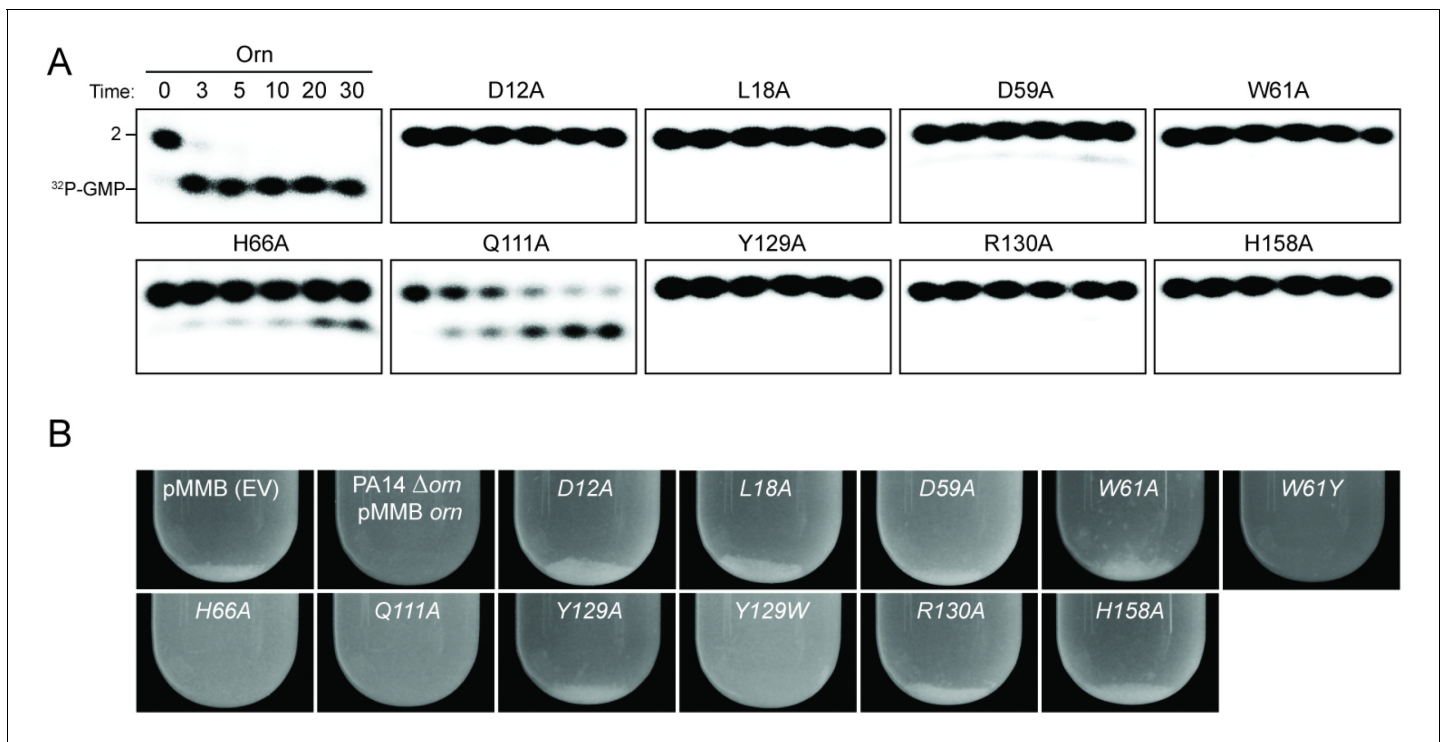 A
Orn
Time: 0 3 5 10 20 30
D12A L18A D59A W61A
2
³²P-GMP
H66A Q111A Y129A R130A H158A
B
pMMB (EV) PA14 Δorn D12A L18A D59A W61A W61Y
pMMB orn
H66A Q111A Y129A Y129W R130A H158A